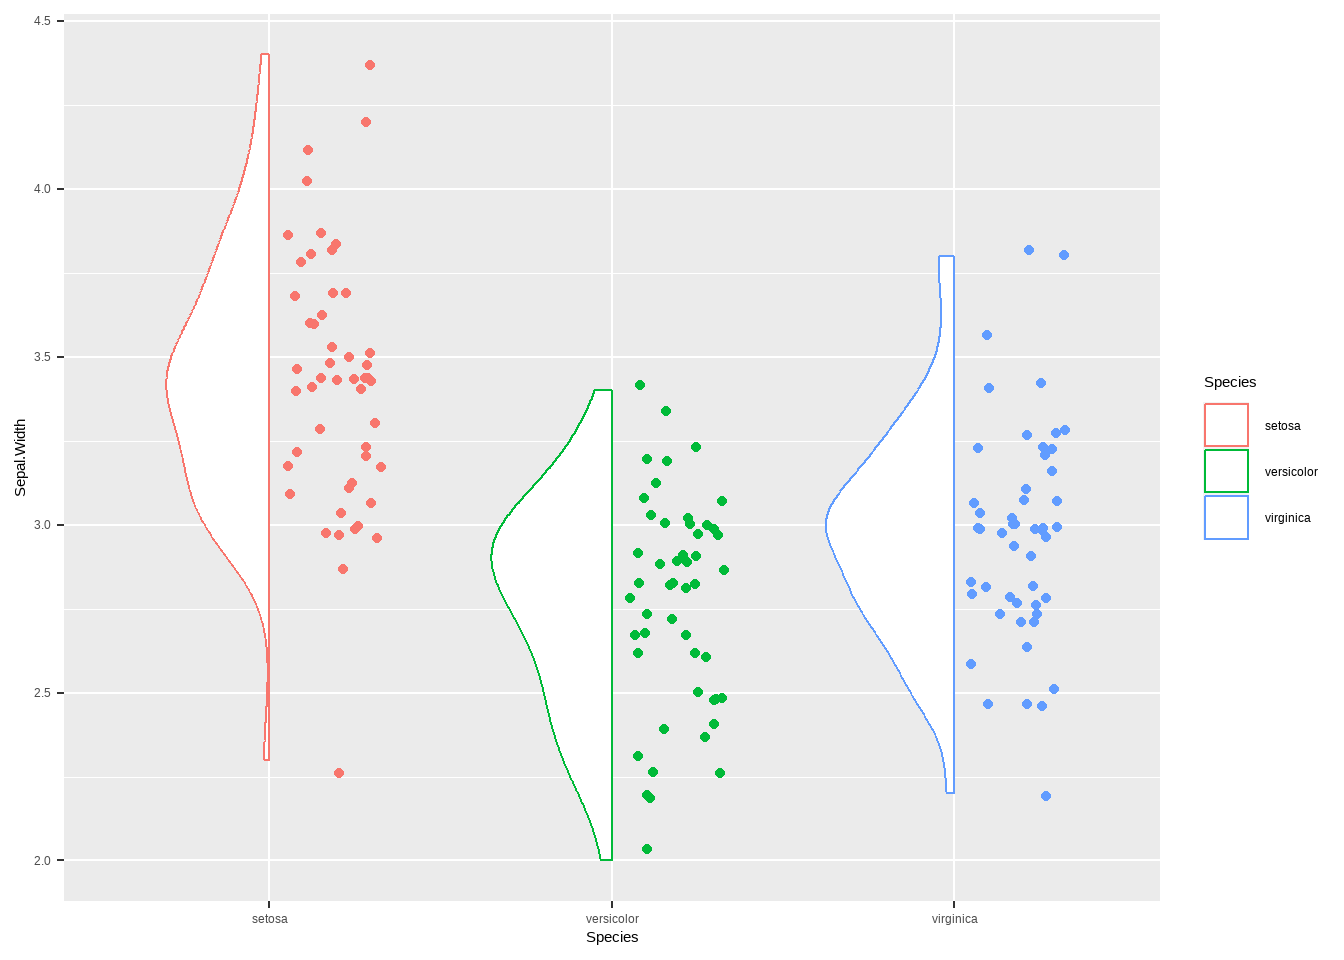 4.5
4.0
3.5
3.0
2.5
2.0
Sepal.Width
setosa
versicolor
virginica
Species
Species
setosa
versicolor
virginica